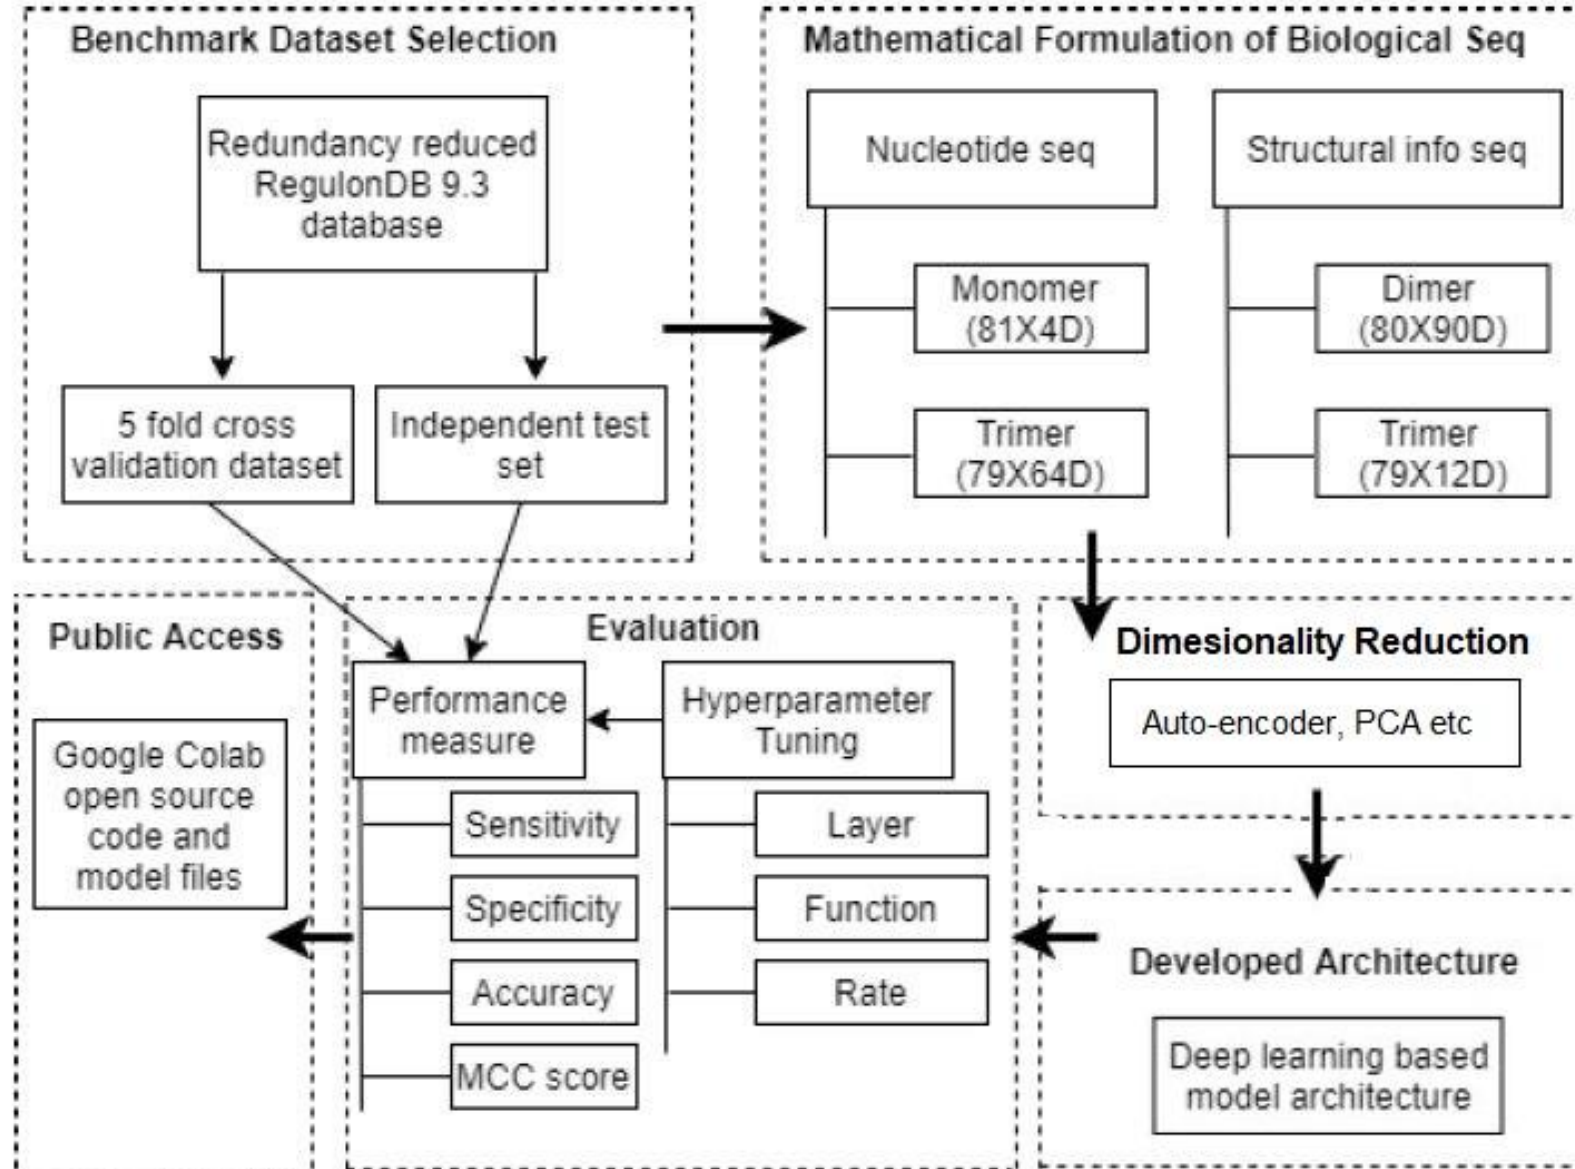 Benchmark Dataset Selection
Redundancy reduced
RegulonDB 9.3
database
5 fold cross
validation dataset
Independent test
set
Mathematical Formulation of Biological Seq
Nucleotide seq
Monomer
(81X4D)
Trimer
(79X64D)
Structural info seq
Dimer
(80X90D)
Trimer
(79X12D)
Dimesionality Reduction
Auto-encoder, PCA etc
Developed Architecture
Deep learning based
model architecture
Evaluation
Performance
measure
Sensitivity
Specificity
Accuracy
MCC score
Hyperparameter
Tuning
Layer
Function
Rate
Public Access
Google Colab
open source
code and
model files